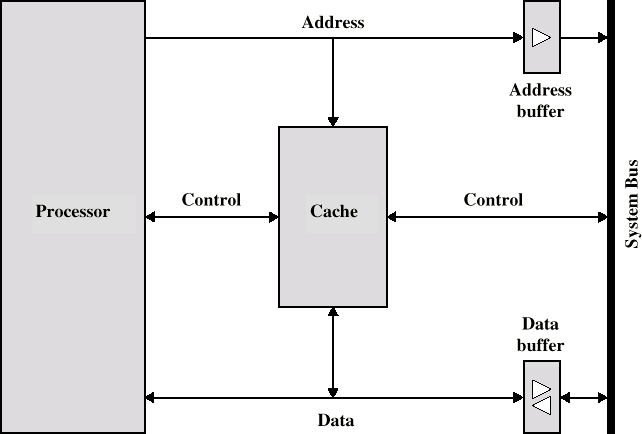 Address
Address
buffer
Processor
Control
Cache
Control
System Bus
Data
buffer
Data